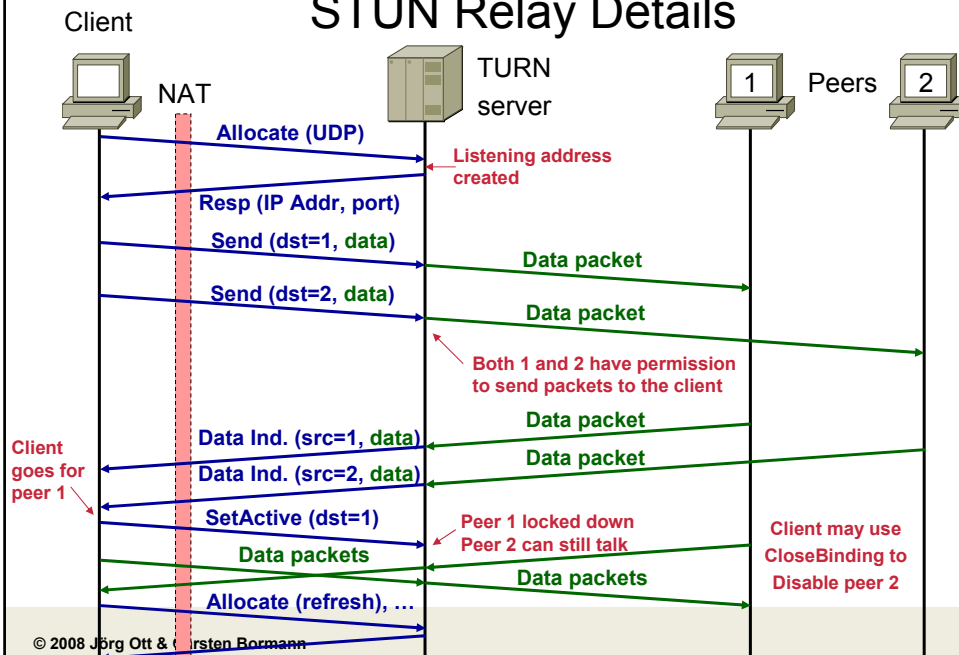 STUN Relay Details
Client
NAT
TURN
server
1
Peers
2
Allocate (UDP)
Listening address
created
Resp (IP Addr, port)
Send (dst=1, data)
Data packet
Send (dst=2, data)
Data packet
Both 1 and 2 have permission
to send packets to the client
Data packet
Data Ind. (src=1, data)
Data packet
Client
goes for
peer 1
Data Ind. (src=2, data)
SetActive (dst=1)
Peer 1 locked down
Peer 2 can still talk
Client may use
CloseBinding to
Disable peer 2
Data packets
Data packets
Allocate (refresh), …
© 2008 Jörg Ott & Bormann